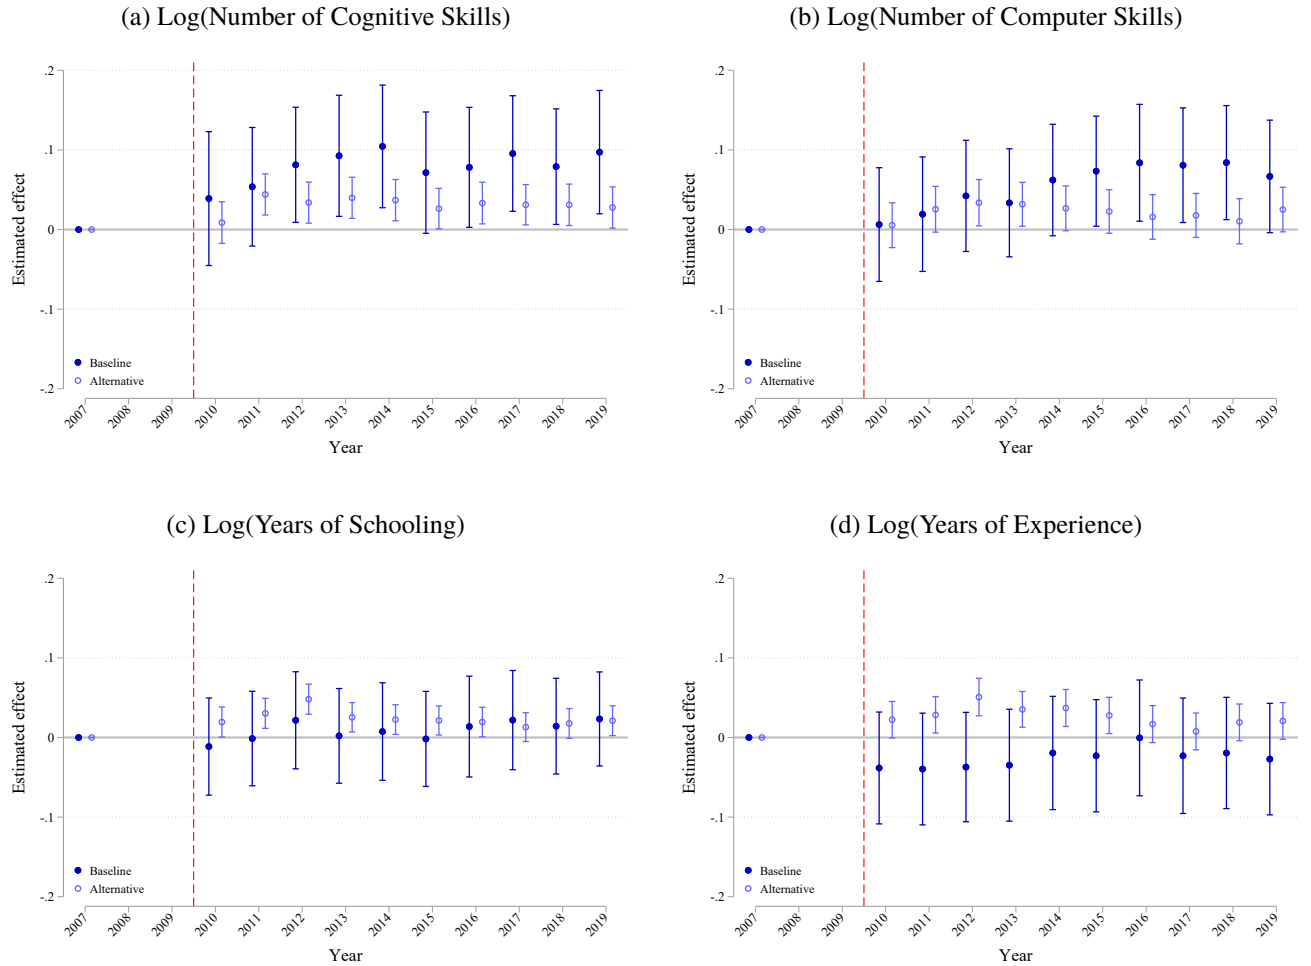 (a) Log(Number of Cognitive Skills)
.2
.1
0
-.1
-.2
Estimated effect
Baseline
Alternative
2007 2008 2009 2010 2011 2012 2013 2014 2015 2016 2017 2018 2019
Year
(b) Log(Number of Computer Skills)
.2
.1
0
-.1
-.2
Estimated effect
Baseline
Alternative
2007 2008 2009 2010 2011 2012 2013 2014 2015 2016 2017 2018 2019
Year
(c) Log(Years of Schooling)
.2
.1
0
-.1
-.2
Estimated effect
Baseline
Alternative
2007 2008 2009 2010 2011 2012 2013 2014 2015 2016 2017 2018 2019
Year
(d) Log(Years of Experience)
.2
.1
0
-.1
-.2
Estimated effect
Baseline
Alternative
2007 2008 2009 2010 2011 2012 2013 2014 2015 2016 2017 2018 2019
Year